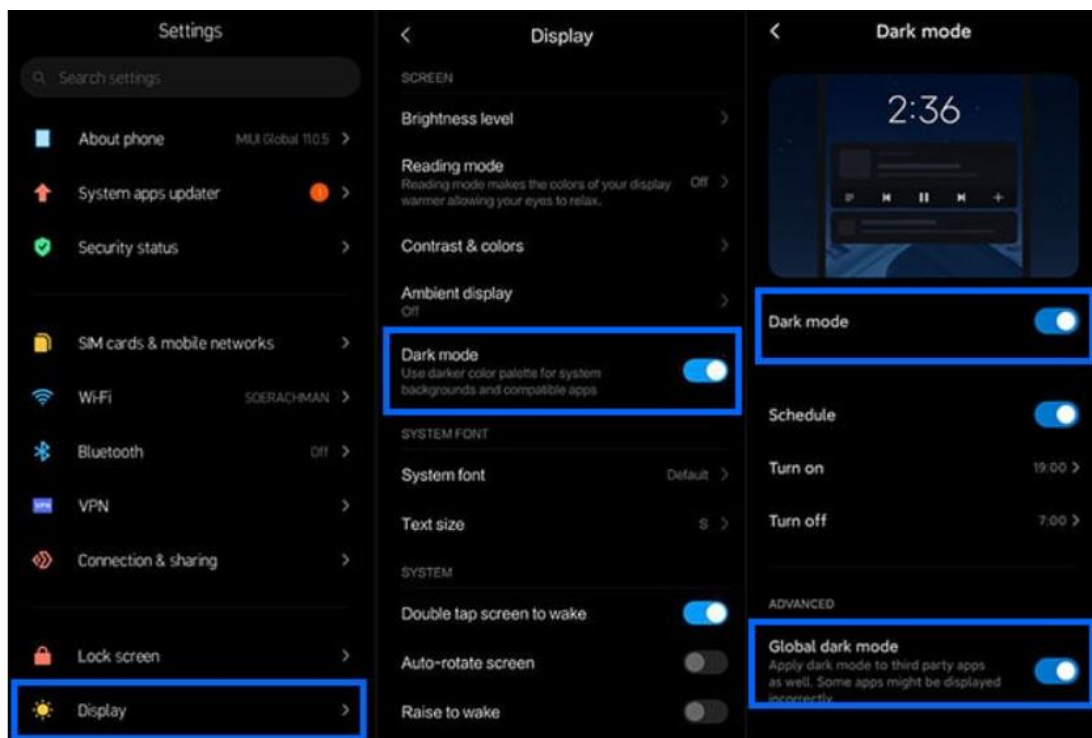 Settings
Search settings
About phone MIUI Global 11.0.5
System apps updater
Security status
SIM cards & mobile networks
Wi-Fi SOERACHMAN
Bluetooth Off
VPN VPN
Connection & sharing
Lock screen
Display
Display
SCREEN
Brightness level
Reading mode
Reading mode makes the colors of your display Off
warmer allowing your eyes to relax.
Contrast & colors
Ambient display
Off
Dark mode
Use darker color palette for system
backgrounds and compatible apps
SYSTEM FONT
System font Default
Text size S
SYSTEM
Double tap screen to wake
Auto-rotate screen
Raise to wake
Dark mode
2:36
Dark mode
Schedule
Turn on 19:00
Turn off 7:00
ADVANCED
Global dark mode
Apply dark mode to third party apps
as well. Some apps might be displayed
incorrectly.